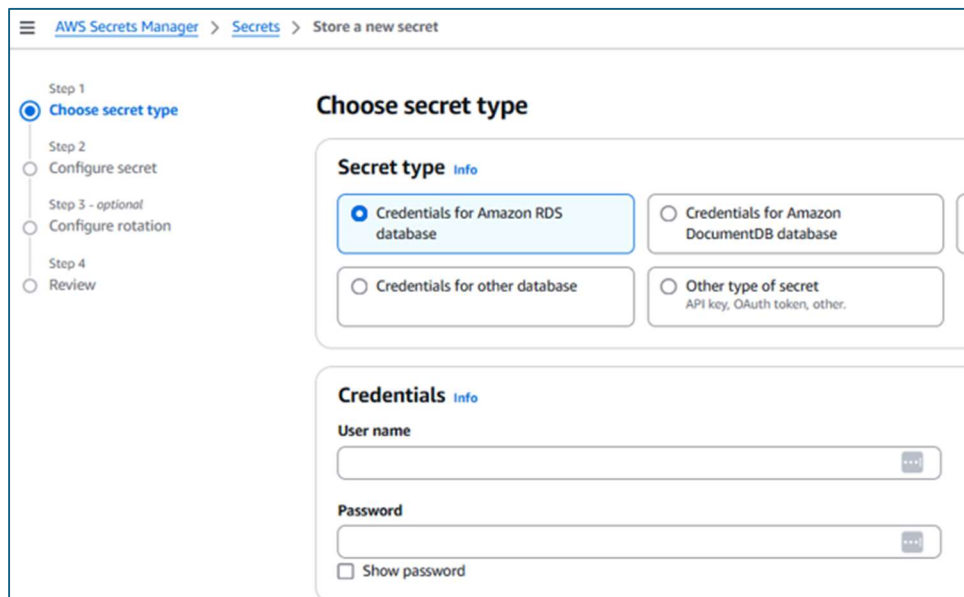 AWS Secrets Manager > Secrets > Store a new secret
Step 1
Choose secret type
Step 2
Configure secret
Step 3 - optional
Configure rotation
Step 4
Review
Choose secret type
Secret type Info
Credentials for Amazon RDS
database
Credentials for Amazon
DocumentDB database
Credentials for other database
Other type of secret
API key, OAuth token, other.
Credentials Info
User name
Password
Show password